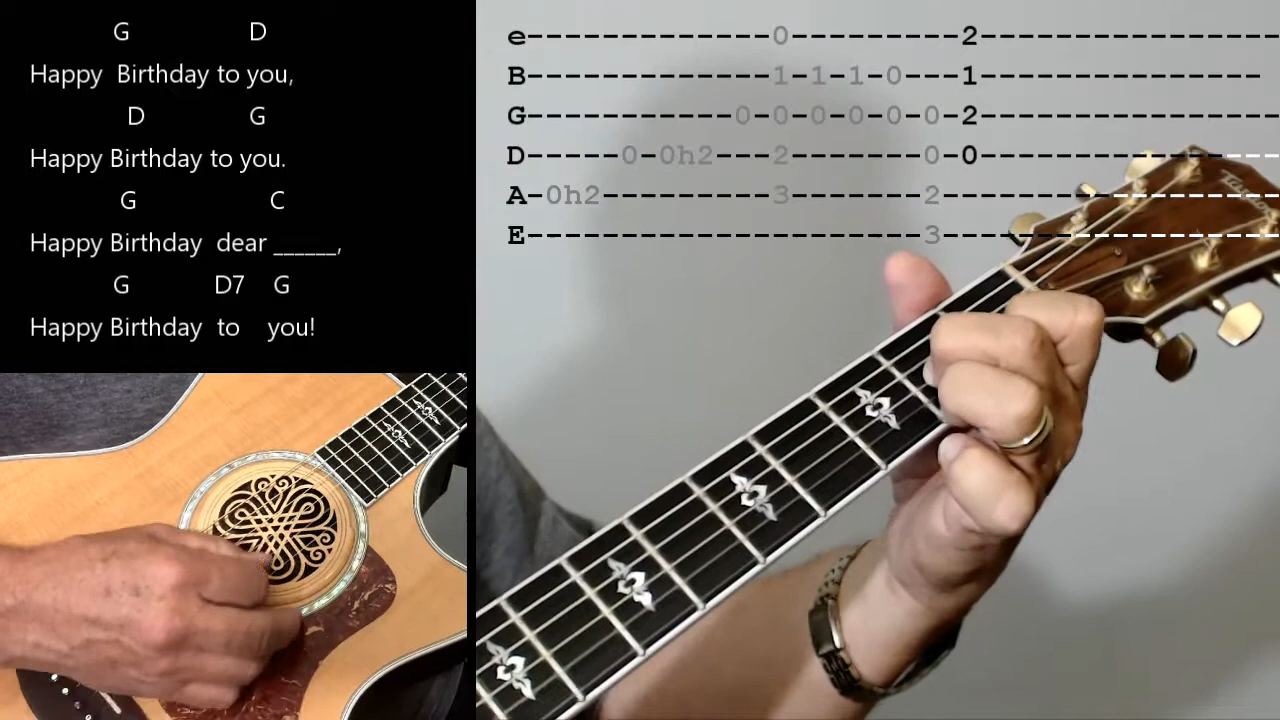 G D
Happy Birthday to you,
D G
Happy Birthday to you.
G C
Happy Birthday dear ______,
G D7 G
Happy Birthday to you!
e-------------0---------2----------------
B-------------1-1-1-0---1---------------
G-----------0-0-0-0-0-0-2----------------
D-----0-0h2---2-------0-0----------------
A-0h2---------3-------2------------------
E---------------------3------------------